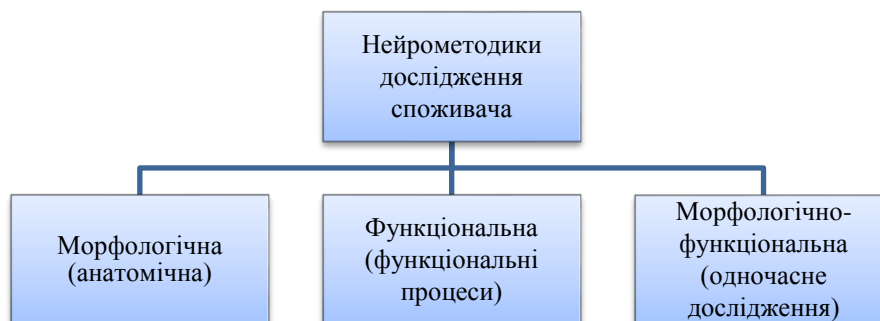 Нейрометодики
дослідження
споживача
Морфологічна
(анатомічна)
Функціональна
(функціональні
процеси)
Морфологічно-
функціональна
(одночасне
дослідження)